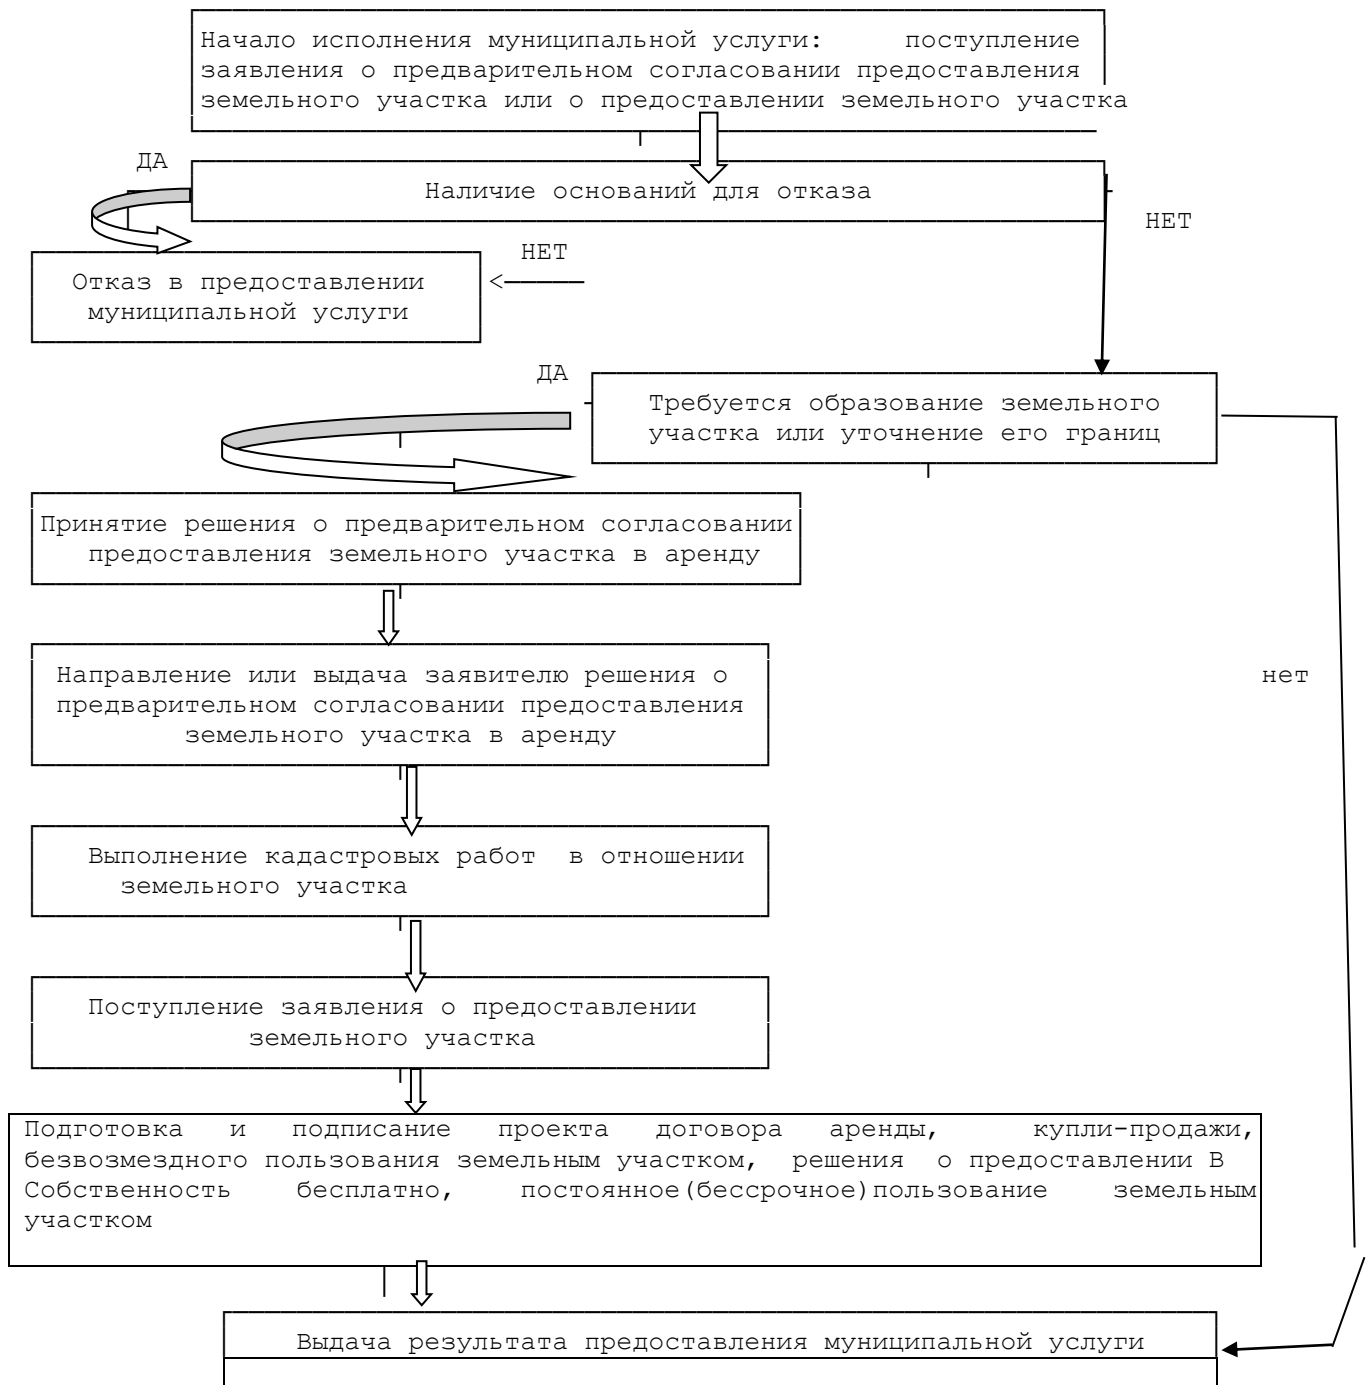 Начало исполнения муниципальной услуги: поступление
заявления о предварительном согласовании предоставления
земельного участка или о предоставлении земельного участка
ДА
Наличие оснований для отказа
НЕТ
НЕТ
Отказ в предоставлении
муниципальной услуги
<
ДА
Требуется образование земельного
участка или уточнение его границ
Принятие решения о предварительном согласовании
предоставления земельного участка в аренду
Направление или выдача заявителю решения о
предварительном согласовании предоставления
земельного участка в аренду
нет
Выполнение кадастровых работ в отношении
земельного участка
Поступление заявления о предоставлении
земельного участка
Подготовка и подписание проекта договора аренды, купли-продажи,
безвозмездного пользования земельным участком, решения о предоставлении В
Собственность бесплатно, постоянное(бессрочное)пользование земельным
участком
Выдача результата предоставления муниципальной услуги